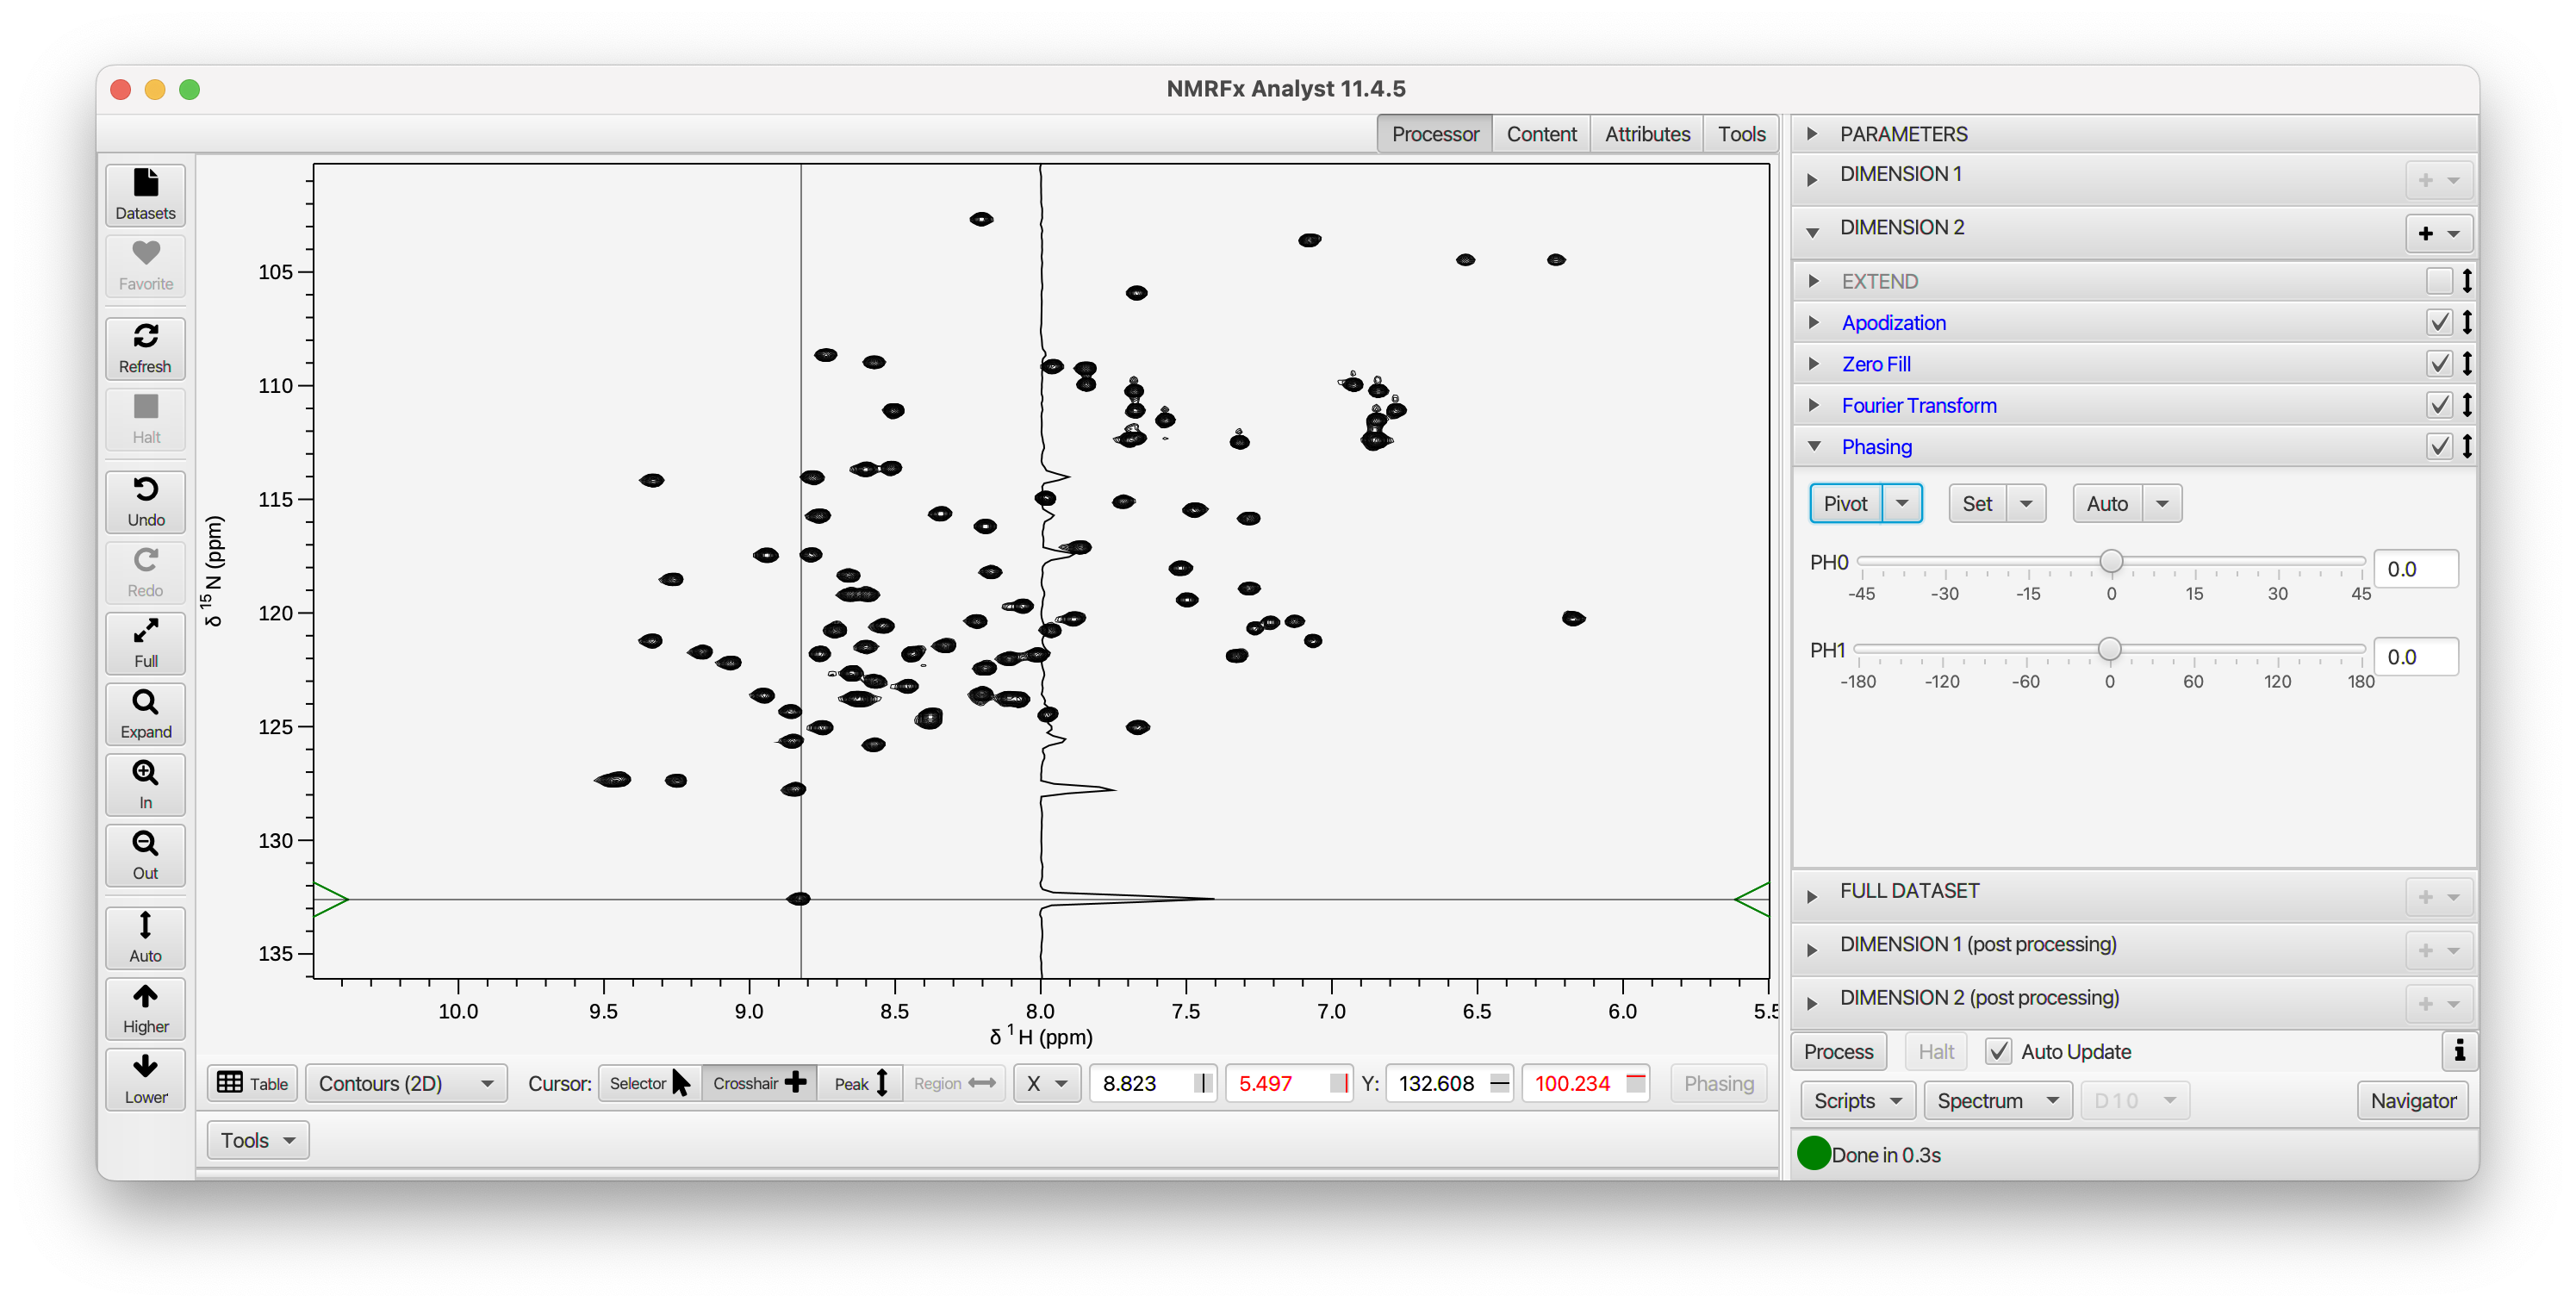 NMRFx Analyst 11.4.5
Processor Content Attributes Tools
Datasets
Favorite
Refresh
Halt
Undo
Redo
Full
Expand
In
Out
Auto
Higher
Lower
105
110
115
120
125
130
135
δ 15 N (ppm)
10.0 9.5 9.0 8.5 8.0 7.5 7.0 6.5 6.0 5.5
δ 1 H (ppm)
Table Contours (2D) Cursor: Selector Crosshair Peak Region X 8.823 5.497 Y: 132.608 100.234 Phasing
Tools
PARAMETERS
DIMENSION 1
DIMENSION 2
EXTEND
Apodization
Zero Fill
Fourier Transform
Phasing
Pivot Set Auto
PH0 0.0
-45 -30 -15 0 15 30 45
PH1 0.0
-180 -120 -60 0 60 120 180
FULL DATASET
DIMENSION 1 (post processing)
DIMENSION 2 (post processing)
Process Halt Auto Update
Scripts Spectrum D10 Navigator
Done in 0.3s